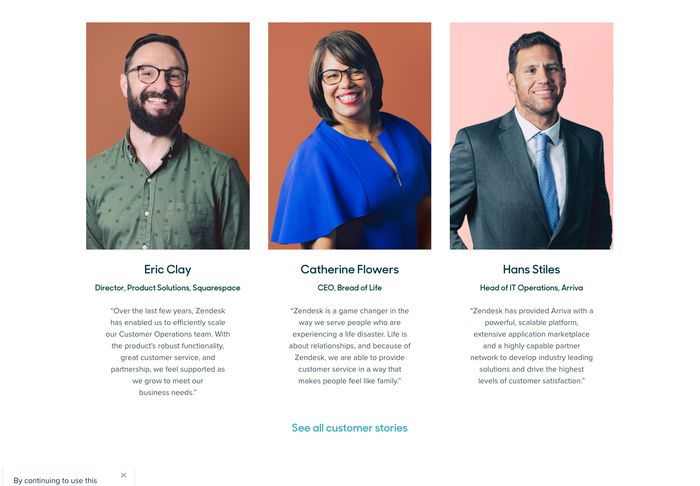 Eric Clay
Director, Product Solutions, Squarespace
“Over the last few years, Zendesk
has enabled us to efficiently scale
our Customer Operations team. With
the product's robust functionality,
great customer service, and
partnership, we feel supported as
we grow to meet our
business needs.”
Catherine Flowers
CEO, Bread of Life
“Zendesk is a game changer in the
way we serve people who are
experiencing a life disaster. Life is
about relationships, and because of
Zendesk, we are able to provide
customer service in a way that
makes people feel like family.”
Hans Stiles
Head of IT Operations, Arriva
“Zendesk has provided Arriva with a
powerful, scalable platform,
extensive application marketplace
and a highly capable partner
network to develop industry leading
solutions and drive the highest
levels of customer satisfaction.”
See all customer stories
By continuing to use this